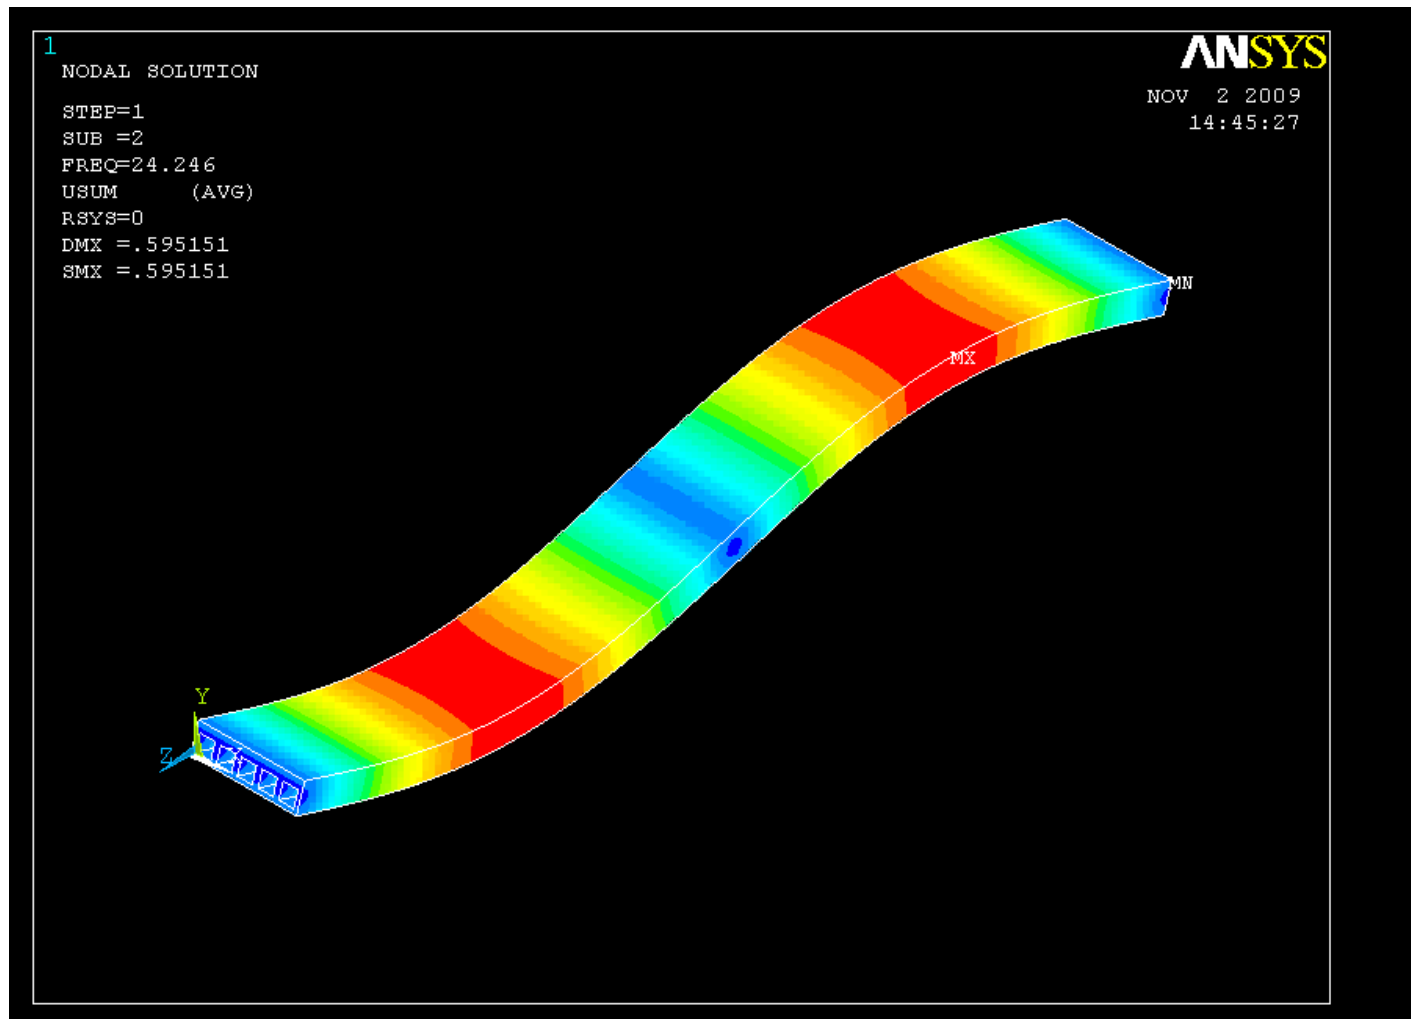 1
NODAL SOLUTION
STEP=1
SUB =2
FREQ=24.246
USUM (AVG)
RSYS=0
DMX =.595151
SMX =.595151
ANSYS
NOV 2 2009
14:45:27
MN
MX
Y
Z